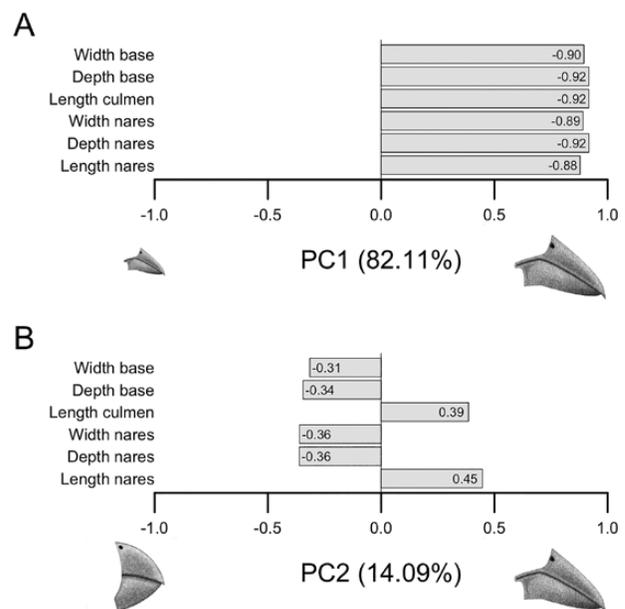 A
Width base -0.90
Depth base -0.92
Length culmen -0.92
Width nares -0.89
Depth nares -0.92
Length nares -0.88
-1.0 -0.5 0.0 0.5 1.0
PC1 (82.11%)
B
Width base -0.31
Depth base -0.34
Length culmen 0.39
Width nares -0.36
Depth nares -0.36
Length nares 0.45
-1.0 -0.5 0.0 0.5 1.0
PC2 (14.09%)